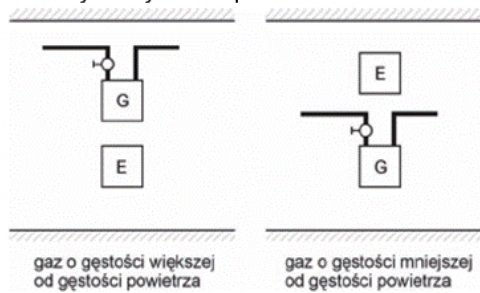 G
E
E
G
gaz o gęstości większej
od gęstości powietrza
gaz o gęstości mniejszej
od gęstości powietrza